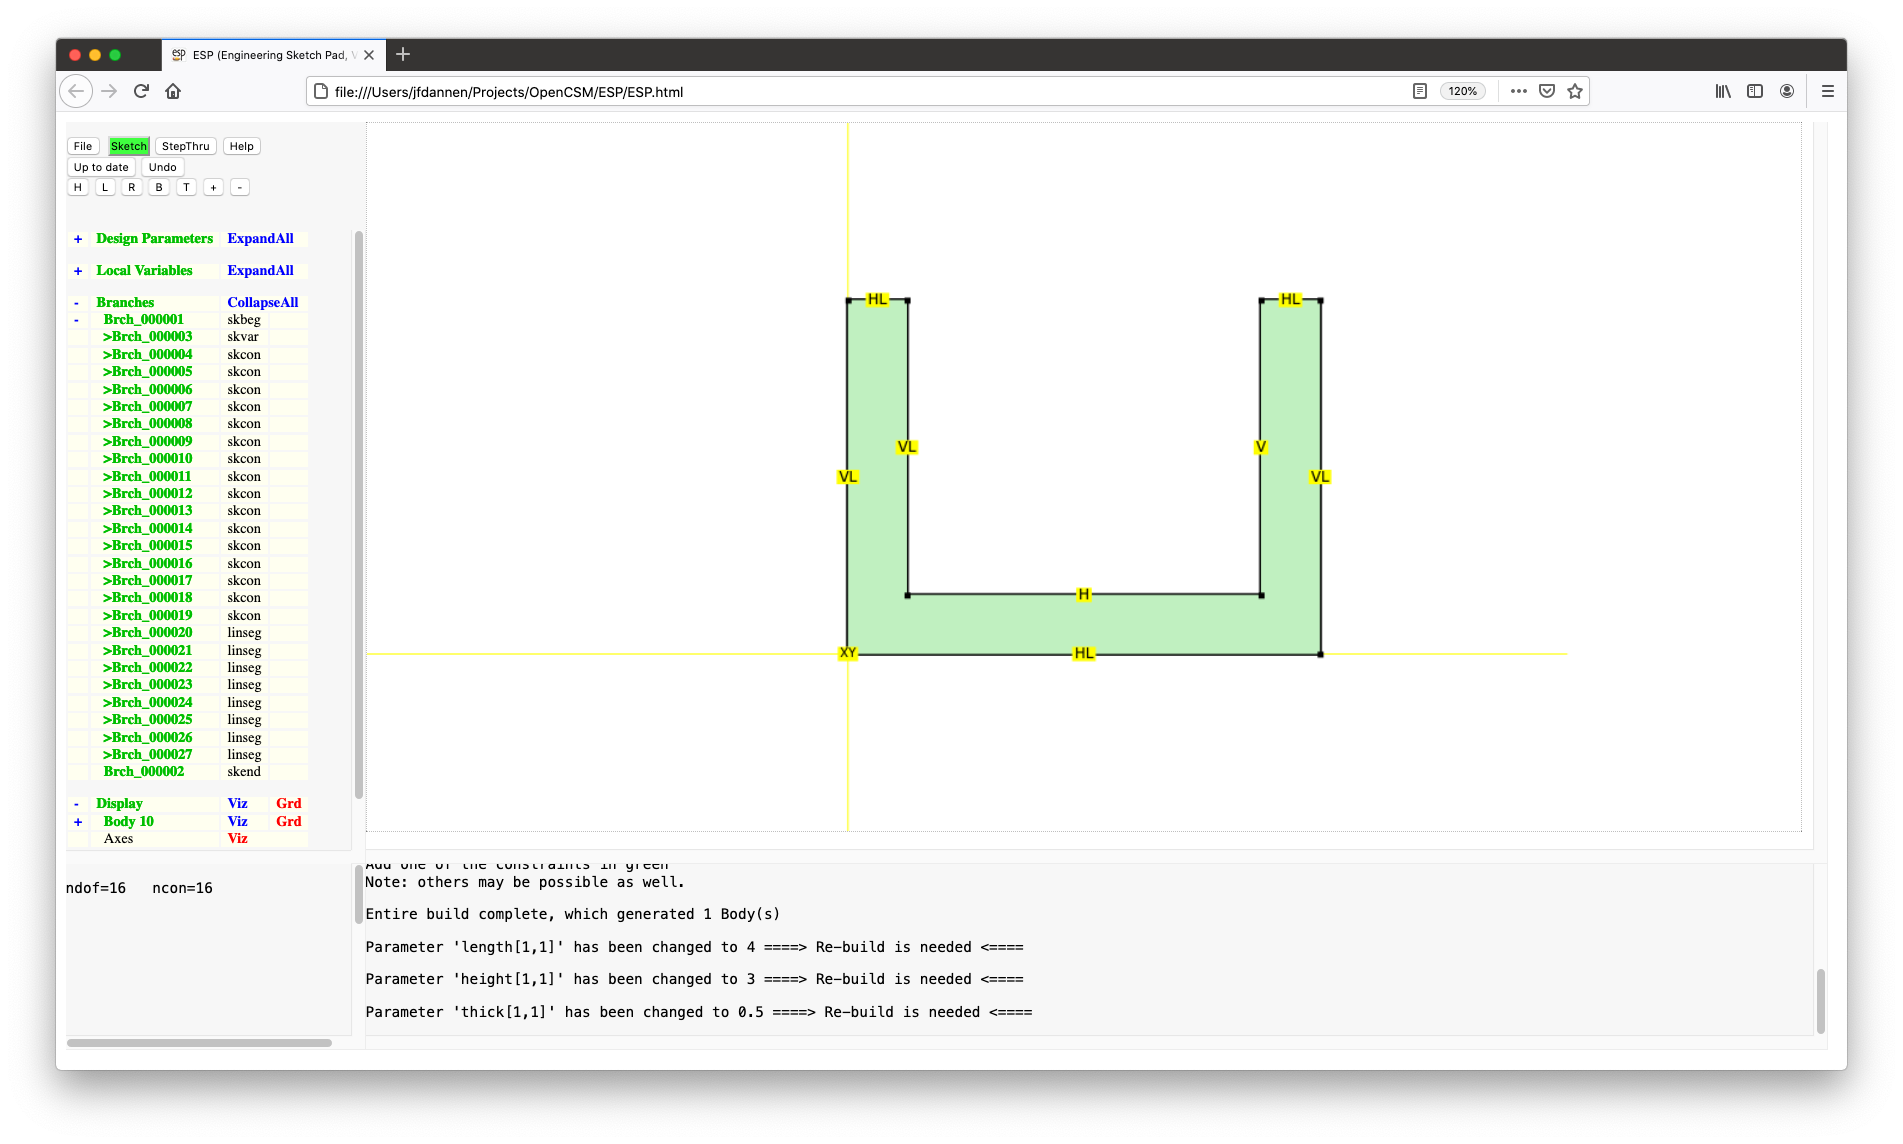 esp ESP (Engineering Sketch Pad, V
file:///Users/jfdannen/Projects/OpenCSM/ESP/ESP.html 120%
File Sketch StepThru Help
Up to date Undo
H L R B T + -
+ Design Parameters ExpandAll
+ Local Variables ExpandAll
- Branches CollapseAll
- Brch_000001 skbeg
>Brch_000003 skvar
>Brch_000004 skcon
>Brch_000005 skcon
>Brch_000006 skcon
>Brch_000007 skcon
>Brch_000008 skcon
>Brch_000009 skcon
>Brch_000010 skcon
>Brch_000011 skcon
>Brch_000012 skcon
>Brch_000013 skcon
>Brch_000014 skcon
>Brch_000015 skcon
>Brch_000016 skcon
>Brch_000017 skcon
>Brch_000018 skcon
>Brch_000019 skcon
>Brch_000020 linseg
>Brch_000021 linseg
>Brch_000022 linseg
>Brch_000023 linseg
>Brch_000024 linseg
>Brch_000025 linseg
>Brch_000026 linseg
>Brch_000027 linseg
Brch_000002 skend
- Display Viz Grd
+ Body 10 Viz Grd
Axes Viz
HL HL
VL V
VL VL
H
XY HL
ndof=16 ncon=16
Add one of the constraints in green
Note: others may be possible as well.
Entire build complete, which generated 1 Body(s)
Parameter 'length[1,1]' has been changed to 4 ====> Re-build is needed <====
Parameter 'height[1,1]' has been changed to 3 ====> Re-build is needed <====
Parameter 'thick[1,1]' has been changed to 0.5 ====> Re-build is needed <====